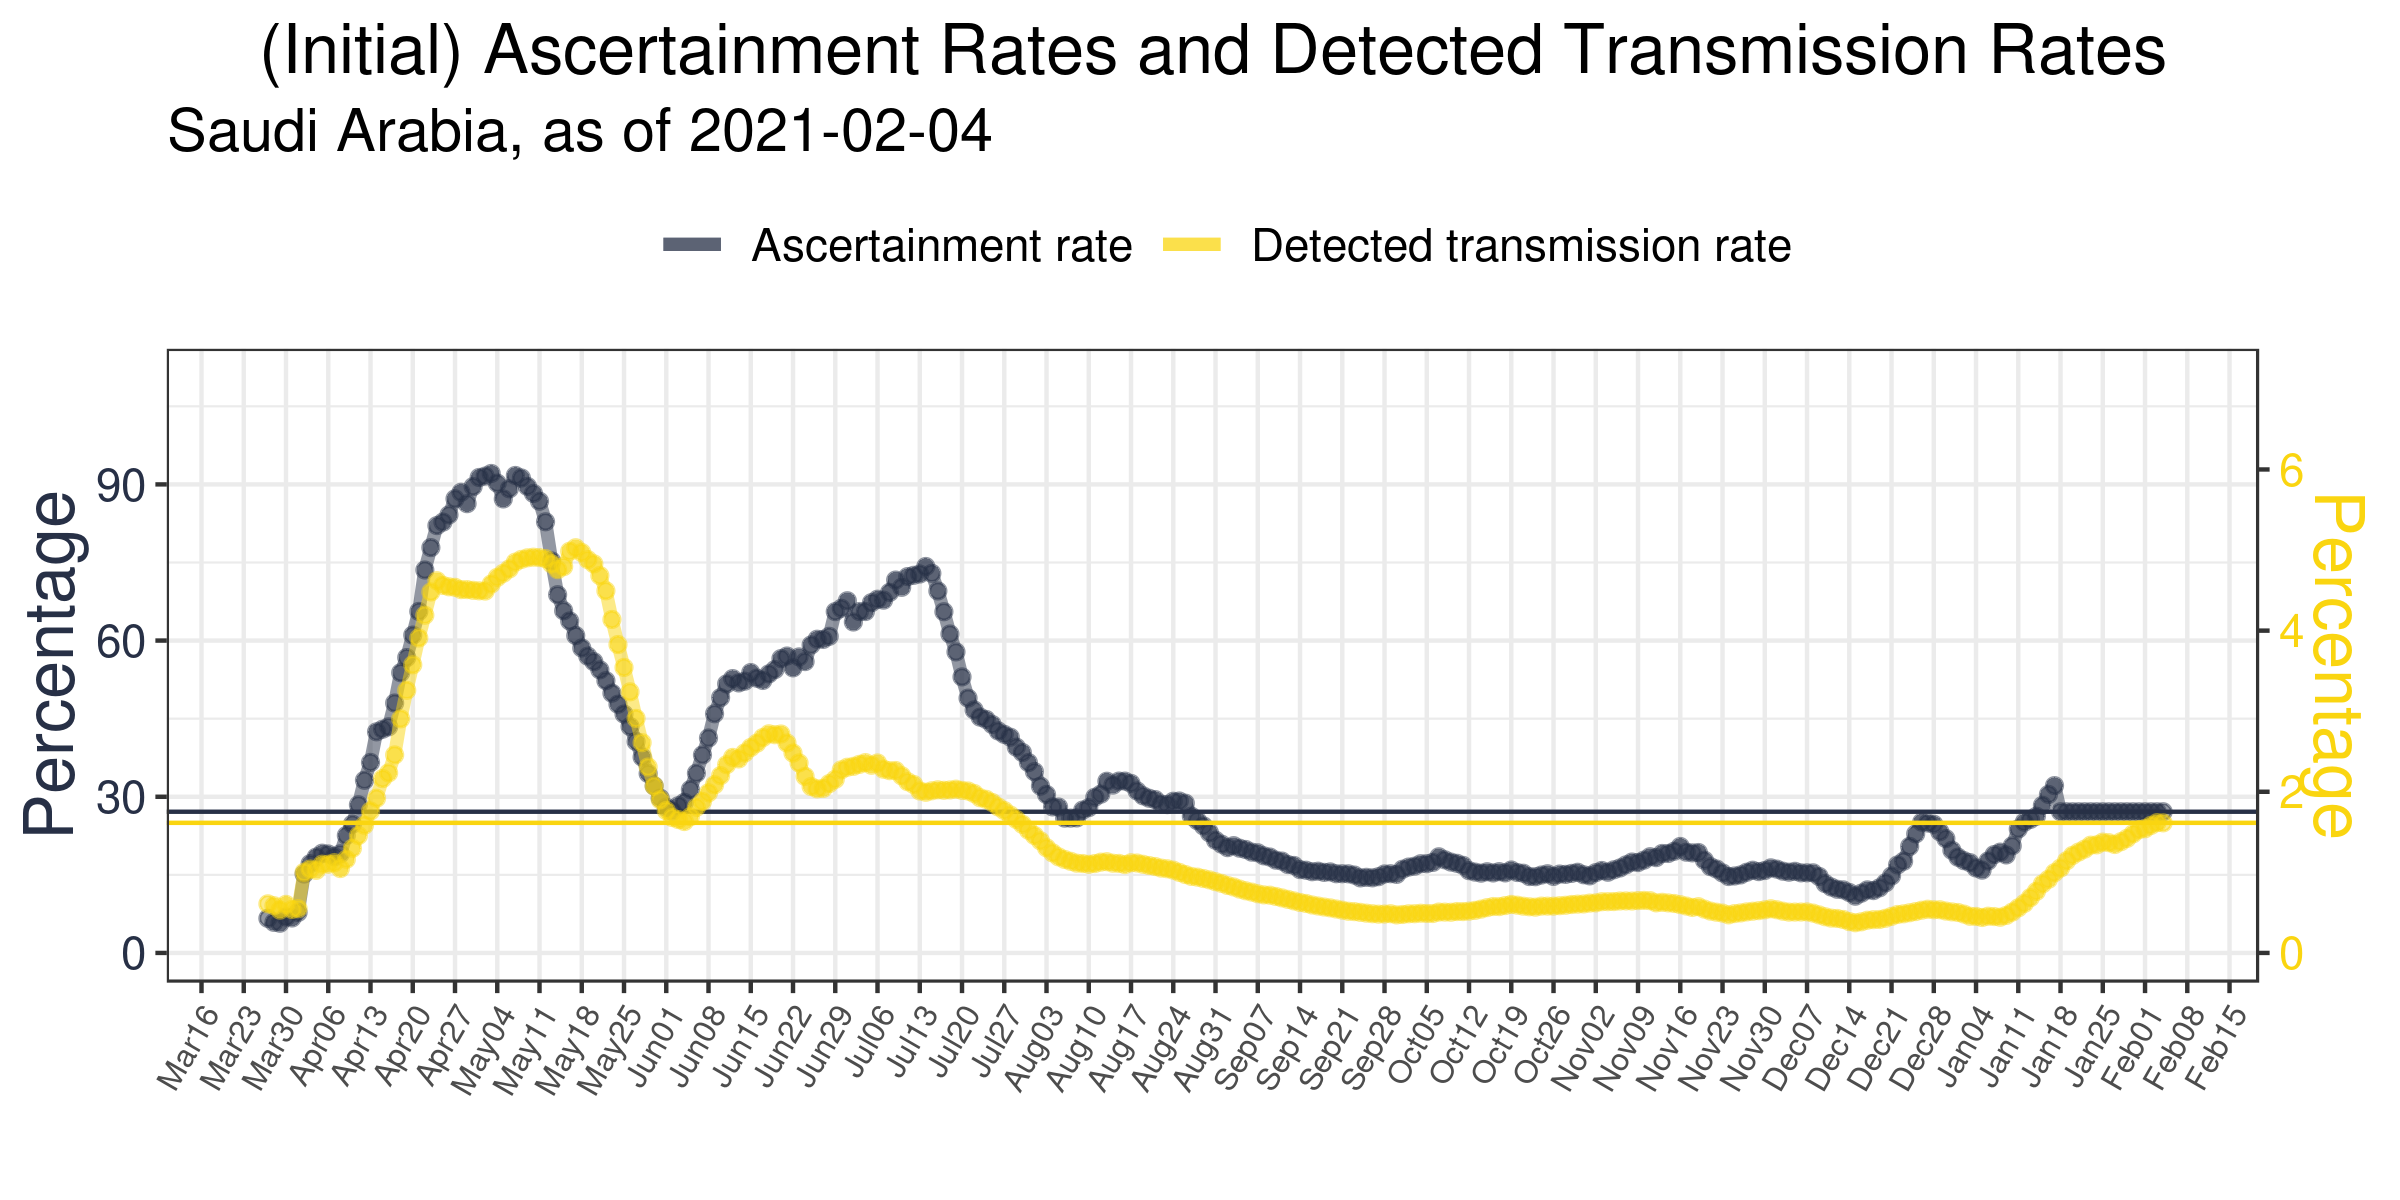 (Initial) Ascertainment Rates and Detected Transmission Rates
Saudi Arabia, as of 2021-02-04
Ascertainment rate
Detected transmission rate
Percentage
90
60
30
0
6
4
2
0
Percentage
Mar16
Mar23
Mar30
Apr06
Apr13
Apr20
Apr27
May04
May11
May18
May25
Jun01
Jun08
Jun15
Jun22
Jun29
Jul06
Jul13
Jul20
Jul27
Aug03
Aug10
Aug17
Aug24
Aug31
Sep07
Sep14
Sep21
Sep28
Oct05
Oct12
Oct19
Oct26
Nov02
Nov09
Nov16
Nov23
Nov30
Dec07
Dec14
Dec21
Dec28
Jan04
Jan11
Jan18
Jan25
Feb01
Feb08
Feb15